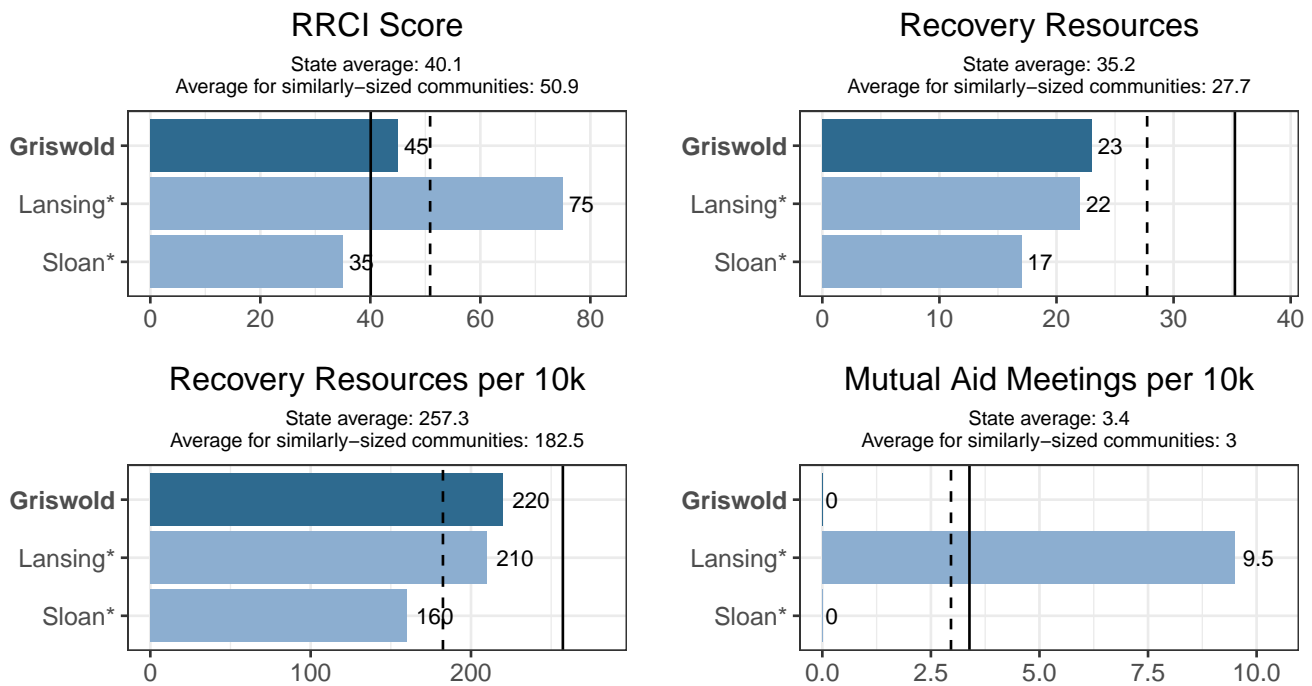 RRCI Score
State average: 40.1
Average for similarly−sized communities: 50.9
Griswold
45
Lansing*
75
Sloan*
35
0 20 40 60 80
Recovery Resources
State average: 35.2
Average for similarly−sized communities: 27.7
Griswold
23
Lansing*
22
Sloan*
17
0 10 20 30 40
Recovery Resources per 10k
State average: 257.3
Average for similarly−sized communities: 182.5
Griswold
220
Lansing*
210
Sloan*
160
0 100 200
Mutual Aid Meetings per 10k
State average: 3.4
Average for similarly−sized communities: 3
Griswold
0
Lansing*
9.5
Sloan*
0
0.0 2.5 5.0 7.5 10.0